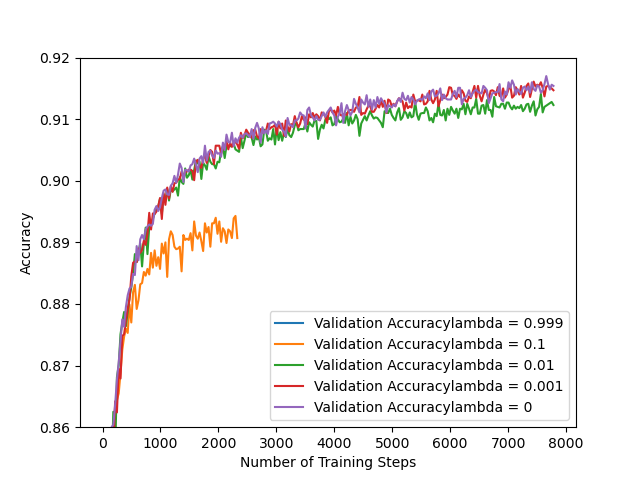 0.92
0.91
0.90
0.89
0.88
0.87
0.86
Accuracy
0 1000 2000 3000 4000 5000 6000 7000 8000
Number of Training Steps
Validation Accuracylambda = 0.999
Validation Accuracylambda = 0.1
Validation Accuracylambda = 0.01
Validation Accuracylambda = 0.001
Validation Accuracylambda = 0